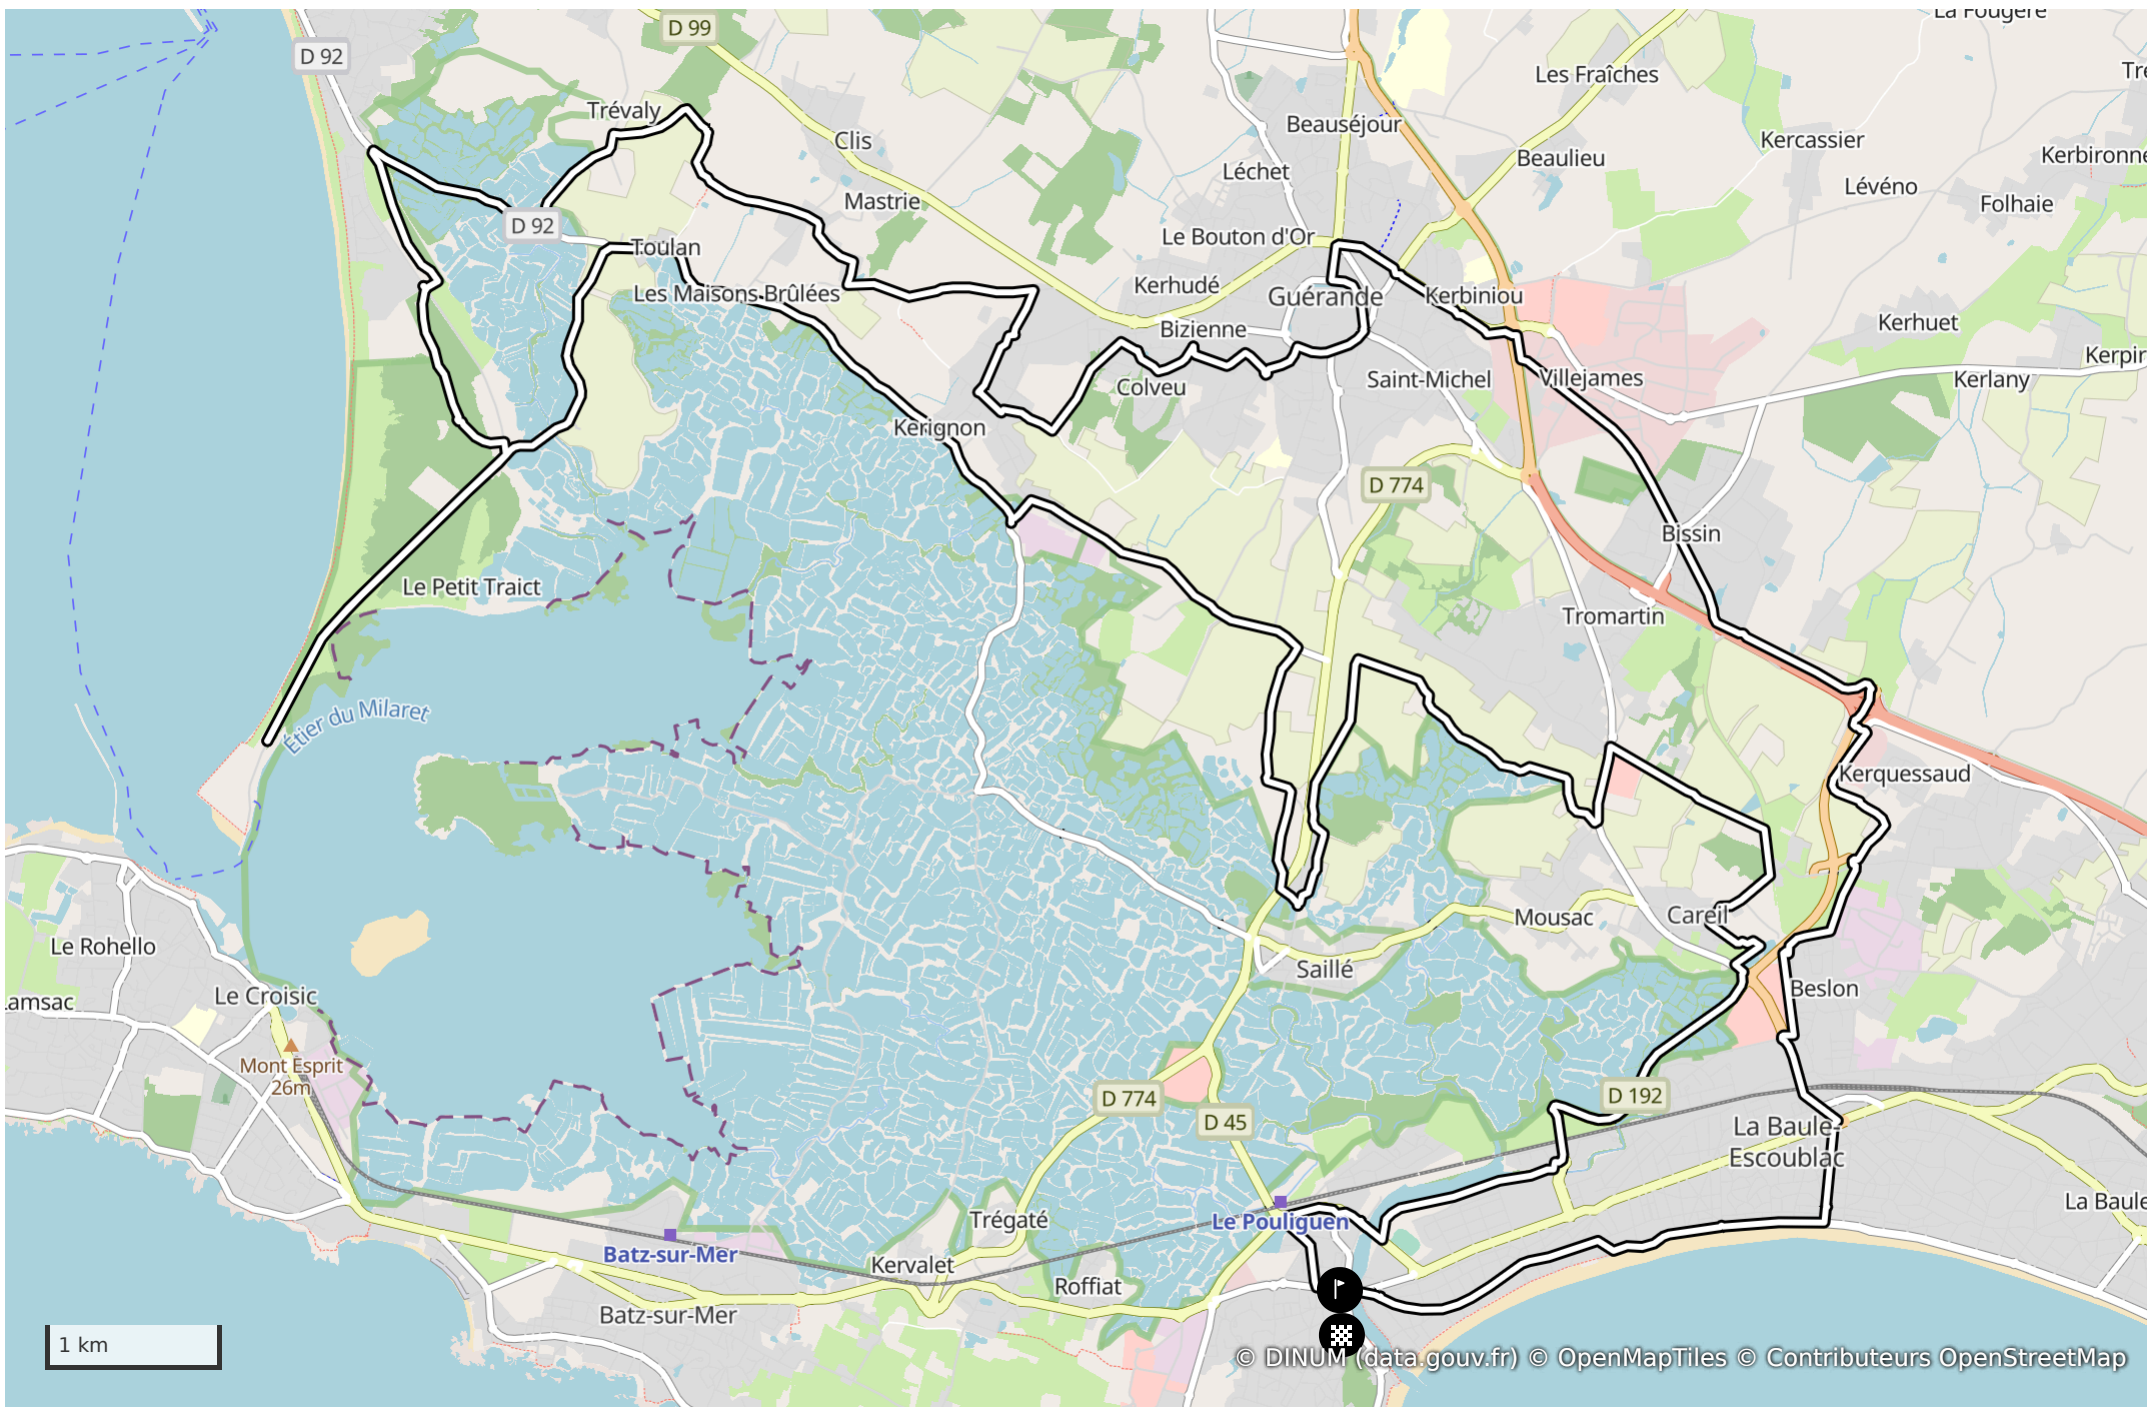 La Fougère
D 99
D 92
Les Fraîches
Tre
Trévaly
Beauséjour
Clis
Kercassier
Kerbironne
Beaulieu
Léchet
Lévéno
Mastrie
Folhaie
D 92
Le Bouton d'Or
Toulan
Kerhudé
Les Maisons Brûlées
Guérande
Kerbiniou
Kerhuet
Bizienne
Kerpir
Colveu
Saint-Michel
Villejames
Kerlany
Kerignon
D 774
Bissin
Le Petit Traict
Tromartin
Étier du Milaret
Kerquessaud
Mousac
Careil
Le Rohello
Saillé
Beslon
Lamsac
Le Croisic
Mont Esprit
26m
D 774
D 192
D 45
La Baule-
Escoublac
La Baule
Trégaté
Le Pouliguen
Batz-sur-Mer
Kervalet
Roffiat
Batz-sur-Mer
1 km
© DINUM (data.gouv.fr) © OpenMapTiles © Contributeurs OpenStreetMap